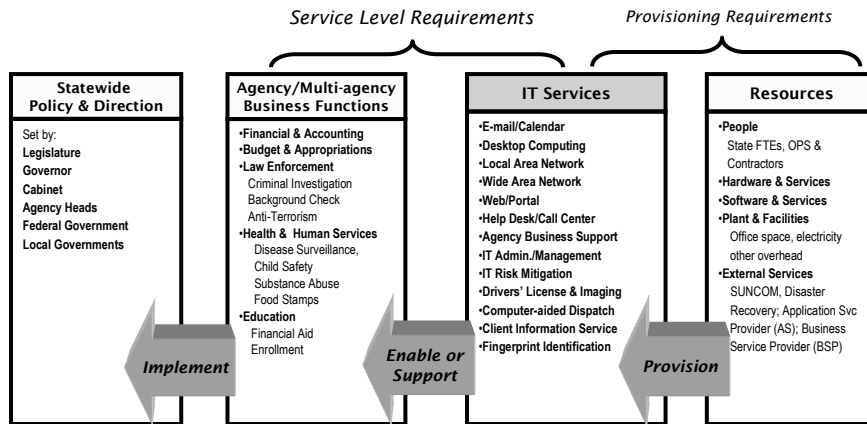 Service Level Requirements
Provisioning Requirements
Statewide
Policy & Direction
Set by:
Legislature
Governor
Cabinet
Agency Heads
Federal Government
Local Governments
Implement
Agency/Multi-agency
Business Functions
•Financial & Accounting
•Budget & Appropriations
•Law Enforcement
Criminal Investigation
Background Check
Anti-Terrorism
•Health & Human Services
Disease Surveillance,
Child Safety
Substance Abuse
Food Stamps
•Education
Financial Aid
Enrollment
Enable or
Support
IT Services
•E-mail/Calendar
•Desktop Computing
•Local Area Network
•Wide Area Network
•Web/Portal
•Help Desk/Call Center
•Agency Business Support
•IT Admin./Management
•IT Risk Mitigation
•Drivers' License & Imaging
•Computer-aided Dispatch
•Client Information Service
•Fingerprint Identification
Provision
Resources
•People
State FTEs, OPS &
Contractors
•Hardware & Services
•Software & Services
•Plant & Facilities
Office space, electricity
other overhead
•External Services
SUNCOM, Disaster
Recovery; Application Svc
Provider (AS); Business
Service Provider (BSP)